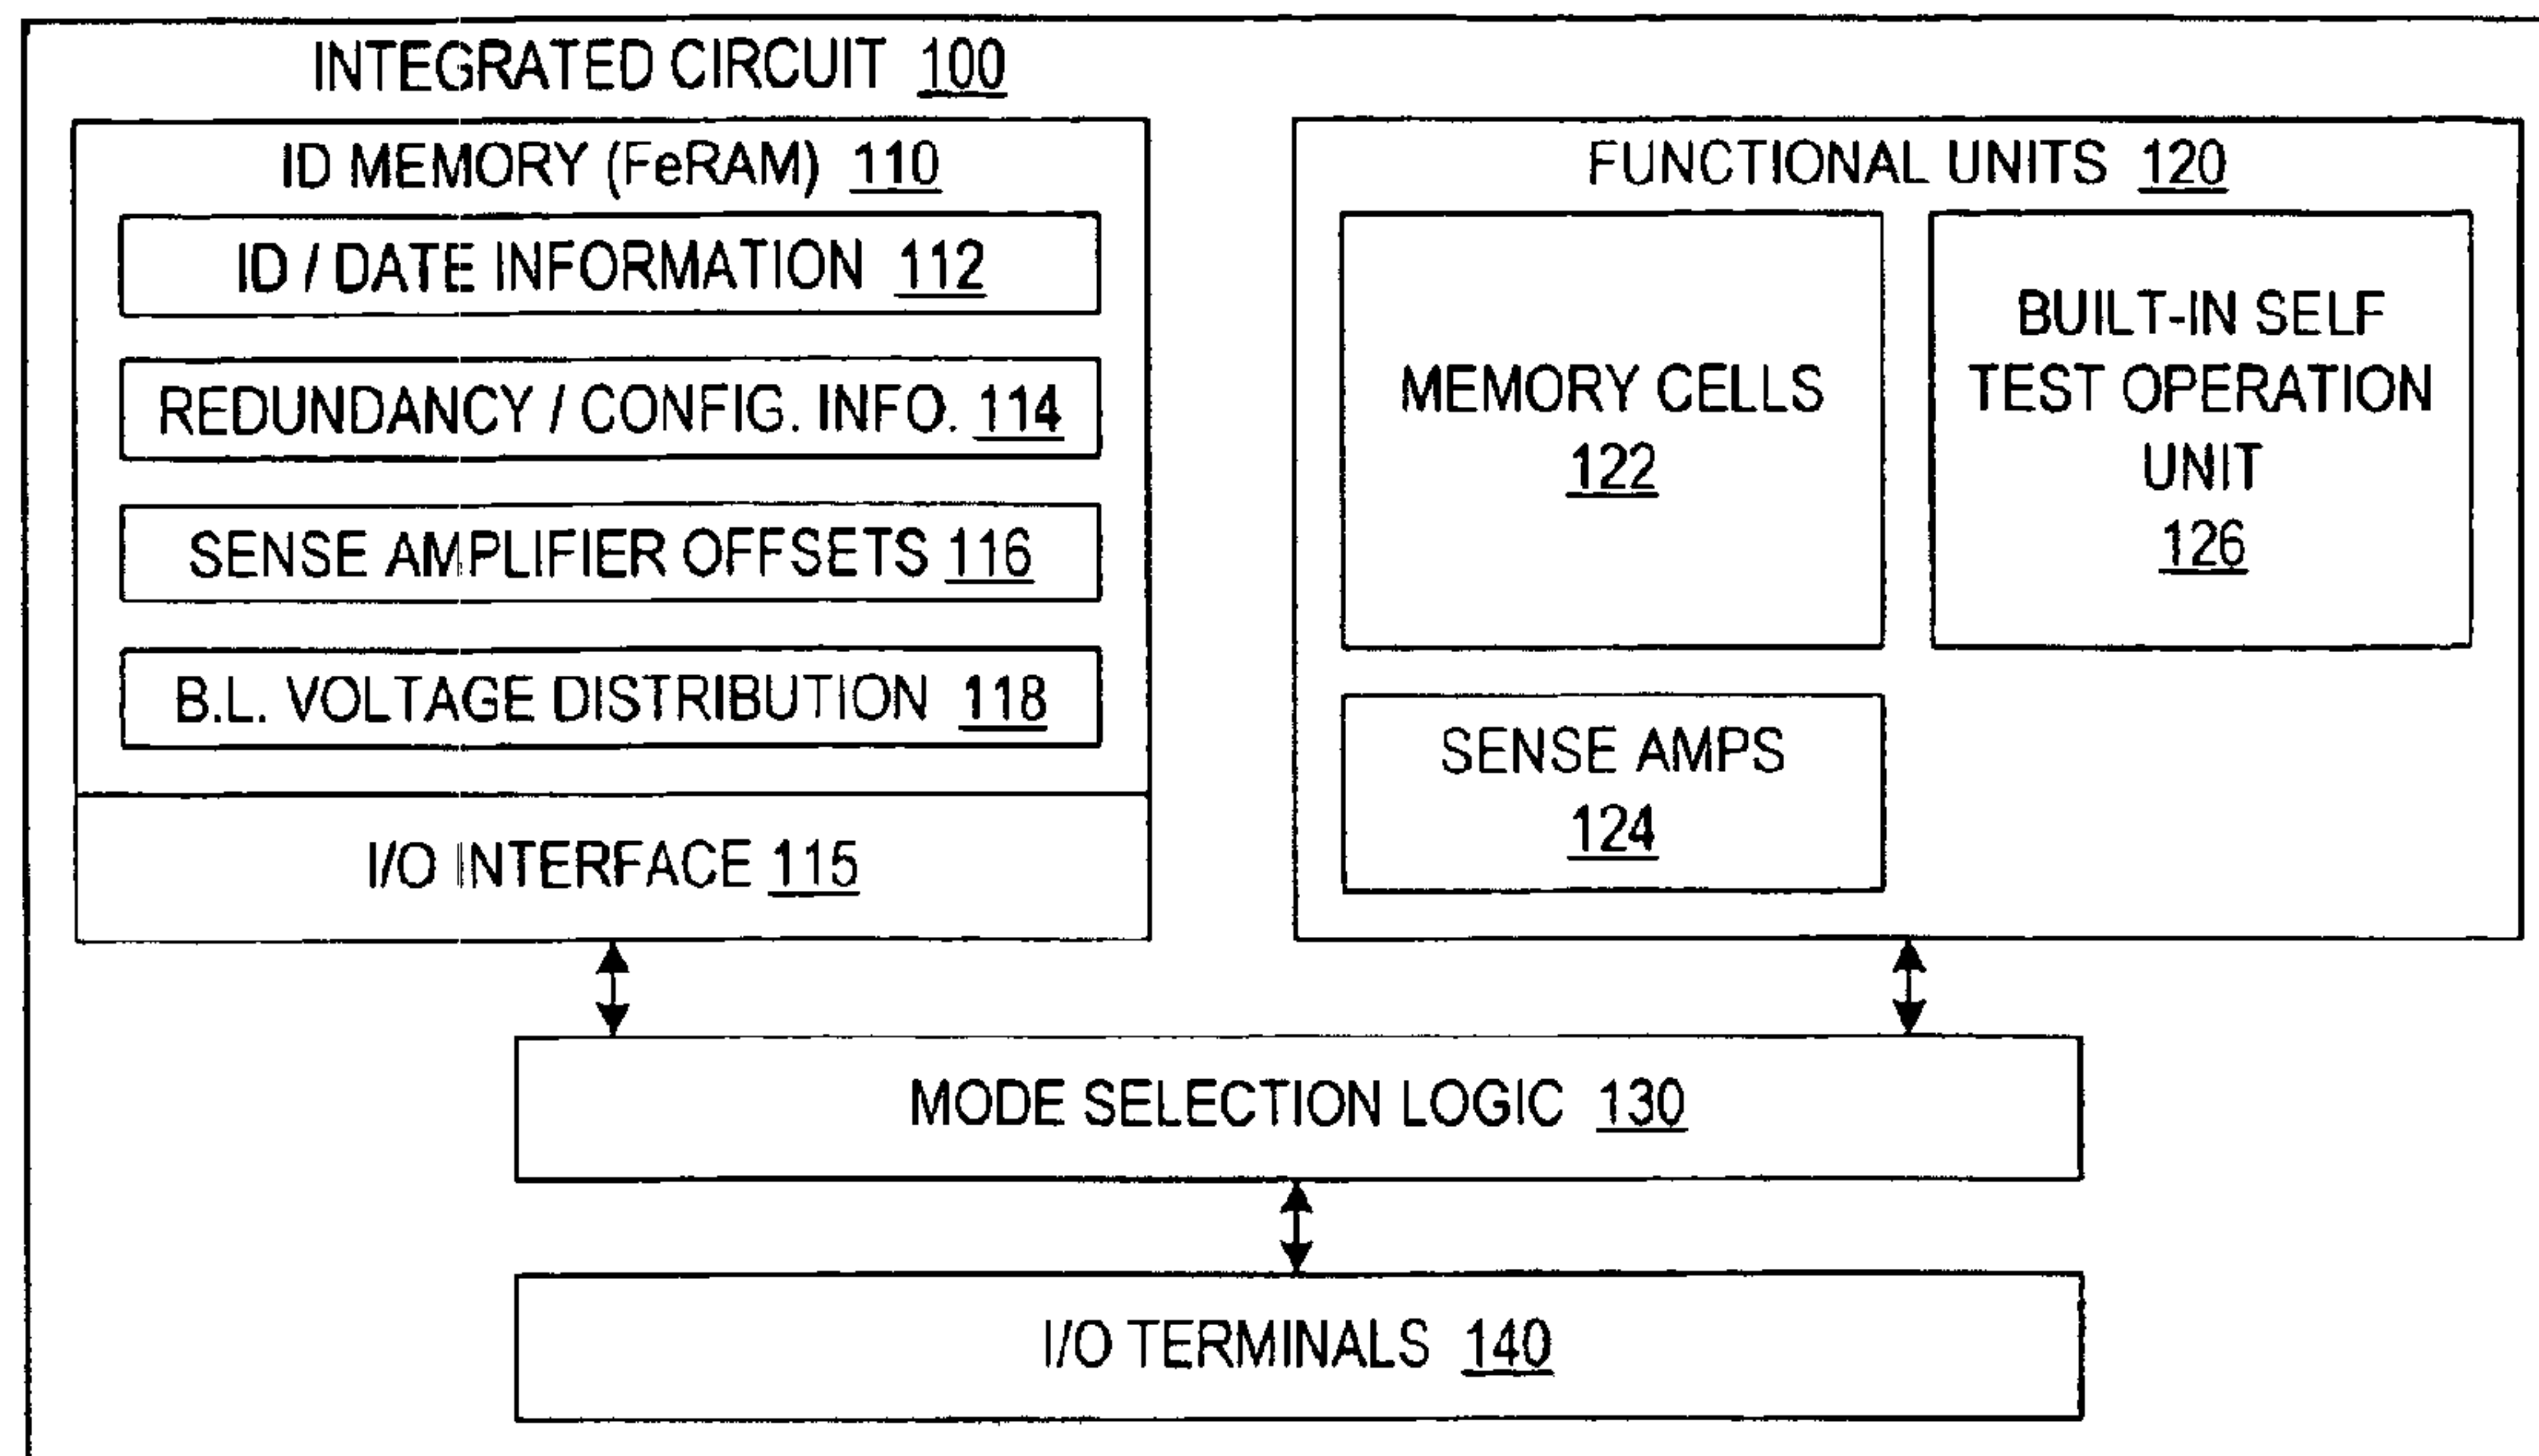 INTEGRATED CIRCUIT 100
ID MEMORY (FeRAM) 110
ID / DATE INFORMATION 112
REDUNDANCY / CONFIG. INFO. 114
SENSE AMPLIFIER OFFSETS 116
B.L. VOLTAGE DISTRIBUTION 118
I/O INTERFACE 115
FUNCTIONAL UNITS 120
MEMORY CELLS
122
BUILT-IN SELF
TEST OPERATION
UNIT
126
SENSE AMPS
124
MODE SELECTION LOGIC 130
I/O TERMINALS 140